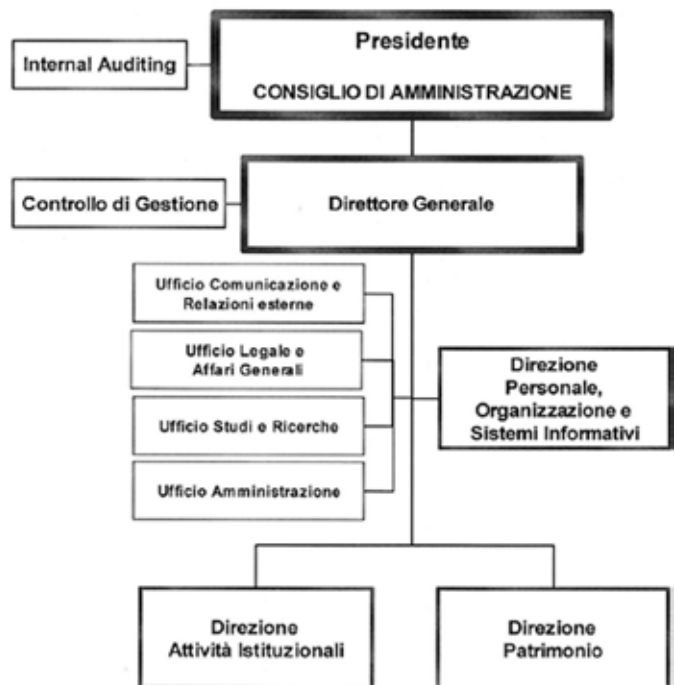 Presidente
Internal Auditing
CONSIGLIO DI AMMINISTRAZIONE
Controllo di Gestione
Direttore Generale
Ufficio Comunicazione e
Relazioni esterne
Ufficio Legale e
Affari Generali
Ufficio Studi e Ricerche
Ufficio Amministrazione
Direzione
Personale,
Organizzazione e
Sistemi Informativi
Direzione
Attività Istituzionali
Direzione
Patrimonio